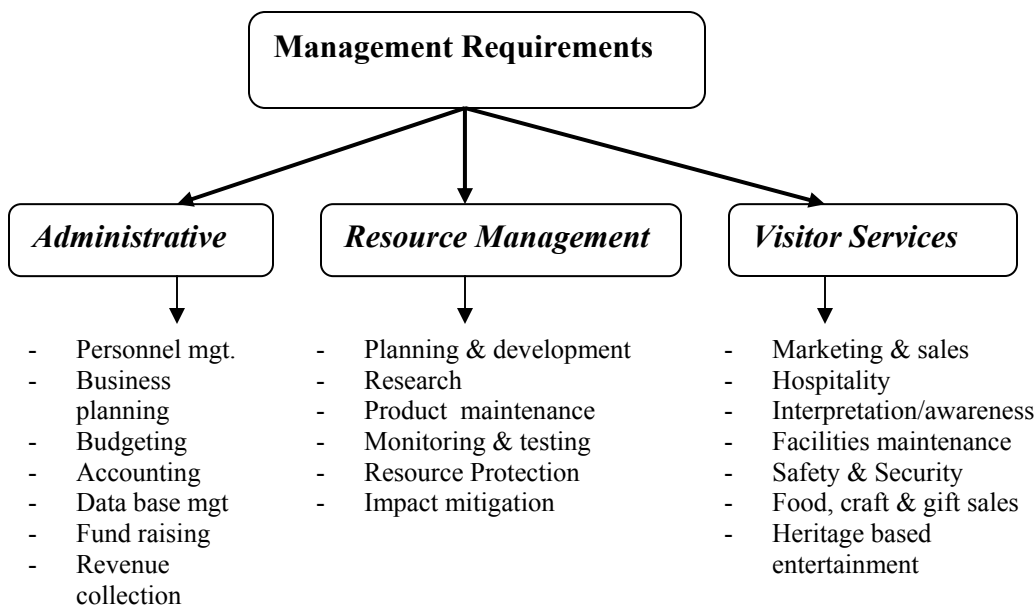 Management Requirements
Administrative
- Personnel mgt.
- Business
planning
- Budgeting
- Accounting
- Data base mgt
- Fund raising
- Revenue
collection
Resource Management
- Planning & development
- Research
- Product maintenance
- Monitoring & testing
- Resource Protection
- Impact mitigation
Visitor Services
- Marketing & sales
- Hospitality
- Interpretation/awareness
- Facilities maintenance
- Safety & Security
- Food, craft & gift sales
- Heritage based
entertainment